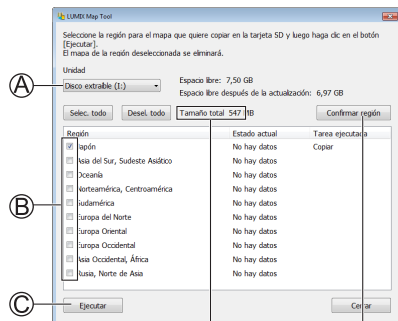 LUMIX Map Tool
Seleccione la región para el mapa que quiere copiar en la tarjeta SD y luego haga clic en el botón
[Ejecutar].
El mapa de la región deseleccionada se eliminará.
Unidad
A
Disco extraíble (I:)
Espacio libre: 7,50 GB
Espacio libre después de la actualización: 6,97 GB
Selec. todo Desel. todo Tamaño total 547 MB Confirmar región
Región Estado actual Tarea ejecutada
Japón No hay datos Copiar
Asia del Sur, Sudeste Asiático No hay datos
Oceanía No hay datos
Norteamérica, Centroamérica No hay datos
B
Sudamérica No hay datos
Europa del Norte No hay datos
Europa Oriental No hay datos
Europa Occidental No hay datos
Asia Occidental, África No hay datos
Rusia, Norte de Asia No hay datos
C
Ejecutar Cerrar